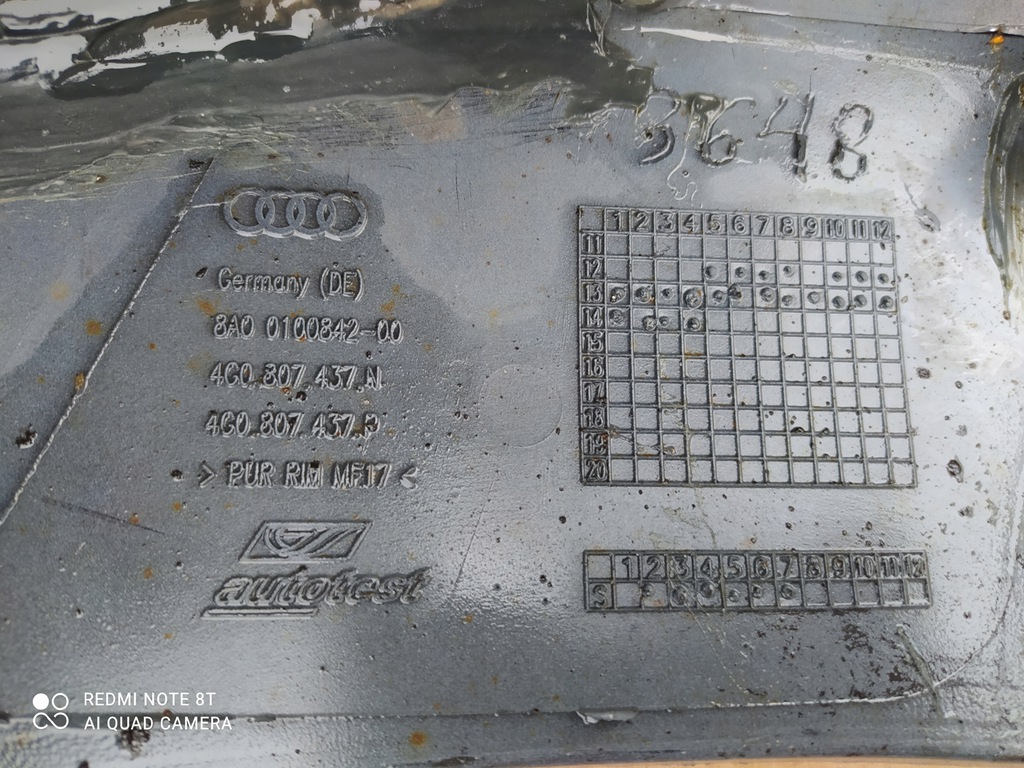 3648
Germany (DE)
8A0 0100842-00
4G0.807.437.N
4G0.807.437.P
> PUR RIM MF17 <
autotest
1 2 3 4 5 6 7 8 9 10 11 12
11
12
13
14
15
16
17
18
19
20
1 2 3 4 5 6 7 8 9 10 11 12
S
REDMI NOTE 8T
AI QUAD CAMERA